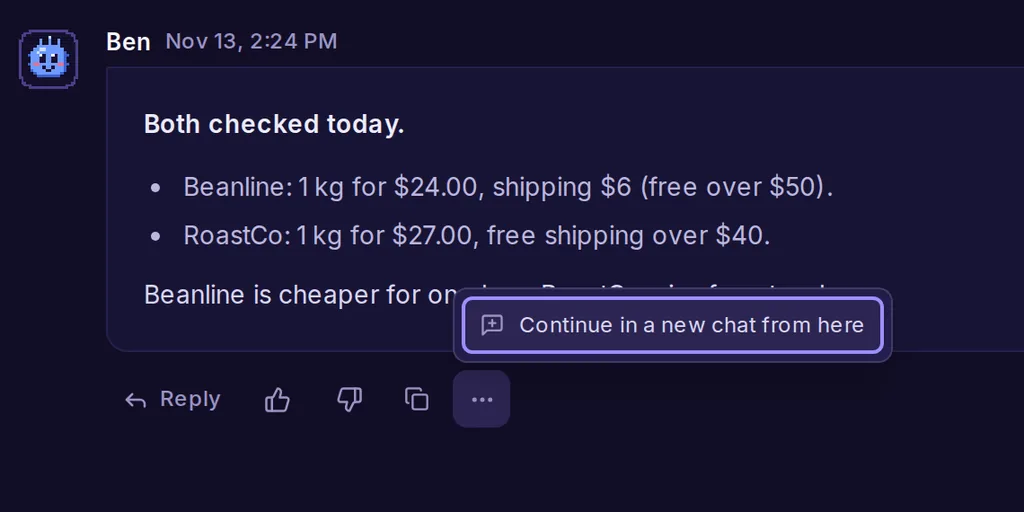 Ben Nov 13, 2:24 PM
Both checked today.
• Beanline: 1 kg for $24.00, shipping $6 (free over $50).
• RoastCo: 1 kg for $27.00, free shipping over $40.
Beanline is cheaper for
Continue in a new chat from here
Reply